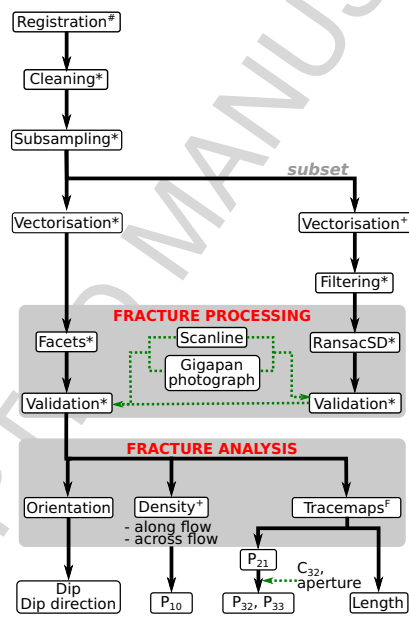 Registration#
Cleaning*
Subsampling*
subset
Vectorisation*
Vectorisation+
Filtering*
FRACTURE PROCESSING
Scanline
Facets*
RansacSD*
Gigapan
photograph
Validation*
Validation*
FRACTURE ANALYSIS
Orientation
Density+
TracemapsF
- along flow
- across flow
P21
C32,
aperture
Dip
Dip direction
P10
P32, P33
Length